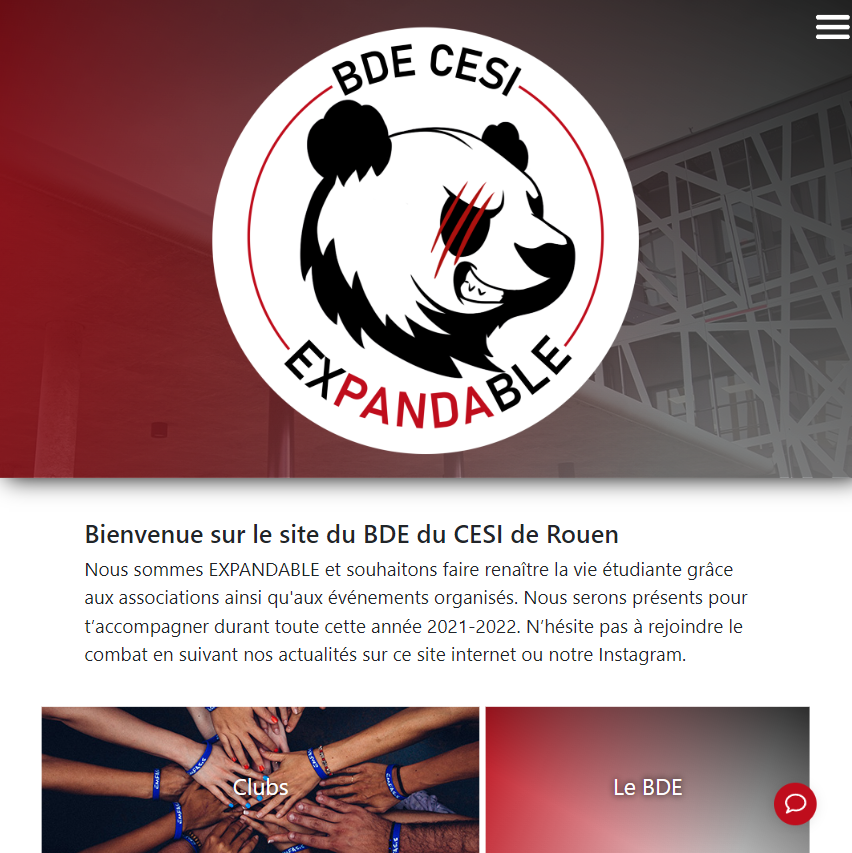 BDE CESI
EXPANDABLE
Bienvenue sur le site du BDE du CESI de Rouen
Nous sommes EXPANDABLE et souhaitons faire renaître la vie étudiante grâce
aux associations ainsi qu'aux événements organisés. Nous serons présents pour
t’accompagner durant toute cette année 2021-2022. N’hésite pas à rejoindre le
combat en suivant nos actualités sur ce site internet ou notre Instagram.
Clubs
Le BDE